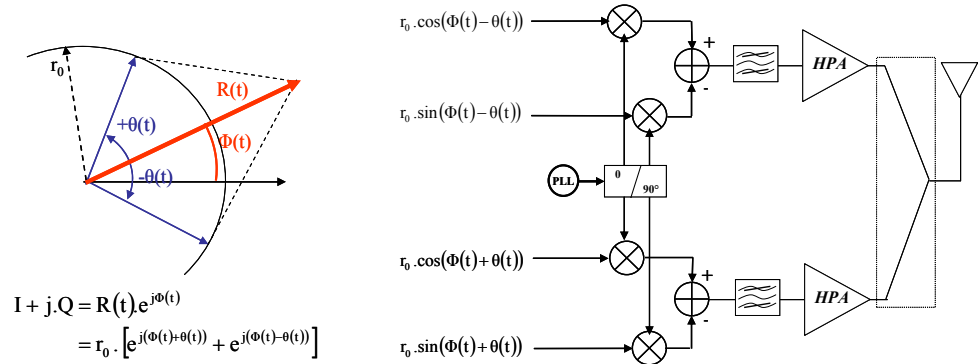 r₀
R(t)
+θ(t)
Φ(t)
-θ(t)
I + j.Q = R(t).e^{jΦ(t)}
= r₀ . [e^{j(Φ(t)+θ(t))} + e^{j(Φ(t)−θ(t))}]
r₀.cos(Φ(t)−θ(t))
+
-
HPA
r₀.sin(Φ(t)−θ(t))
PLL
0
90°
r₀.cos(Φ(t)+θ(t))
+
-
HPA
r₀.sin(Φ(t)+θ(t))